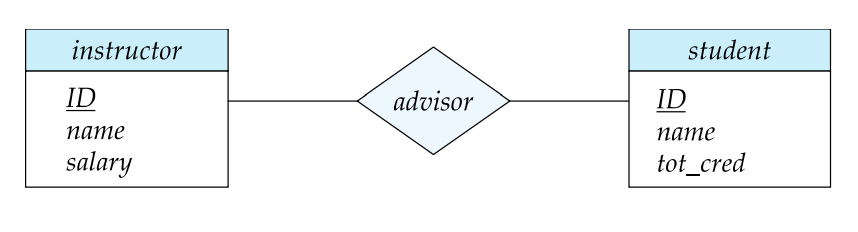 instructor
ID
name
salary
advisor
student
ID
name
tot_cred